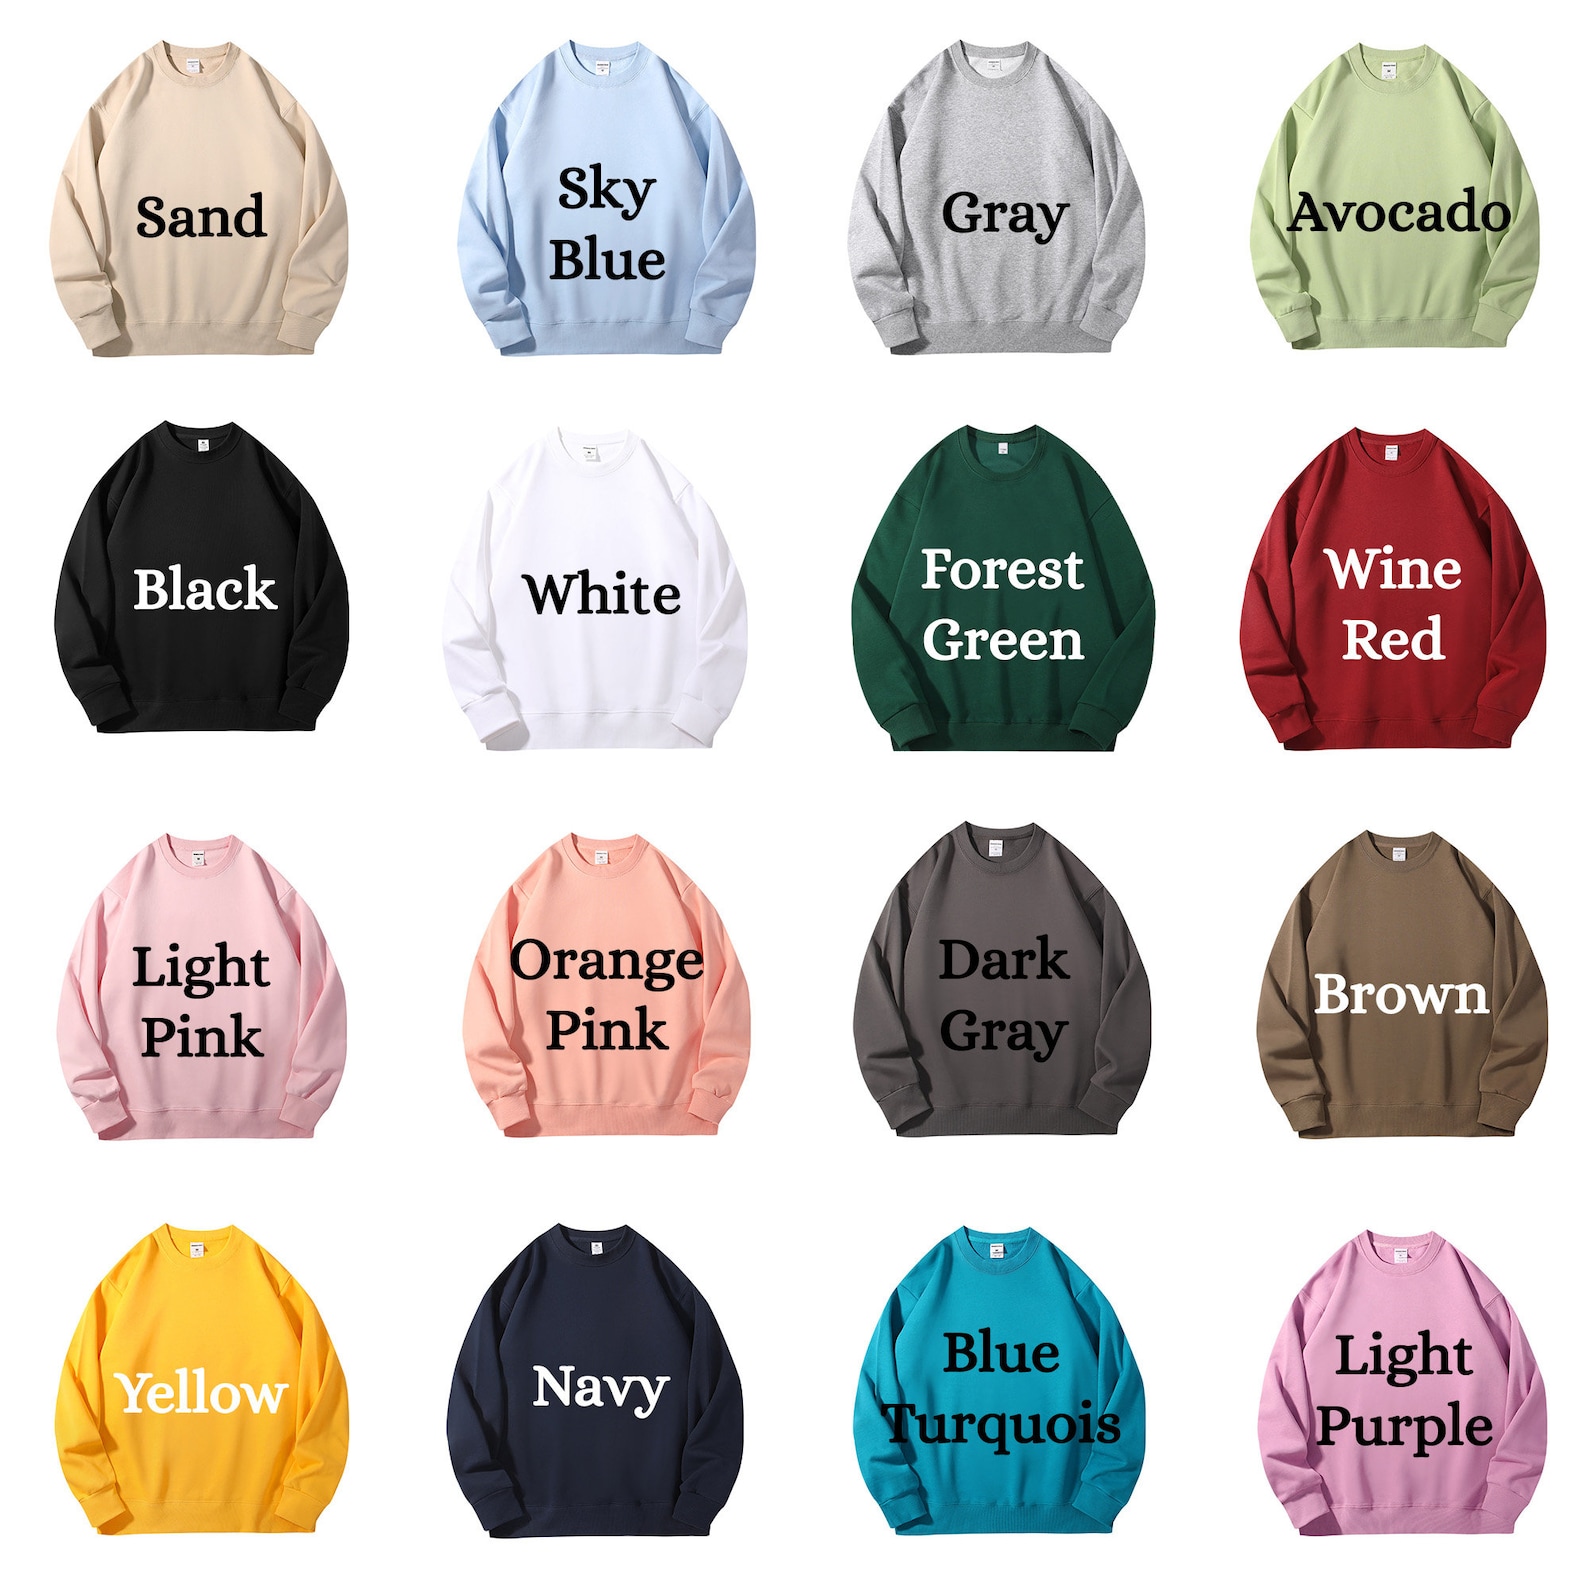 Sand
Sky
Blue
Gray
Avocado
Black
White
Forest
Green
Wine
Red
Light
Pink
Orange
Pink
Dark
Gray
Brown
Yellow
Navy
Blue
Turquois
Light
Purple